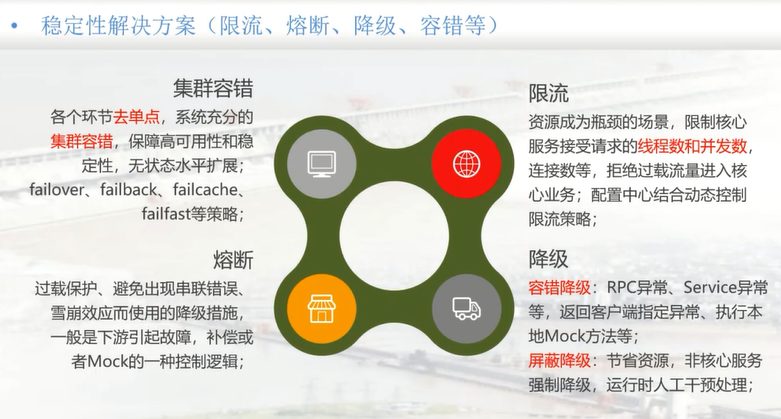 • 稳定性解决方案（限流、熔断、降级、容错等）
集群容错
各个环节去单点，系统充分的
集群容错，保障高可用性和稳
定性，无状态水平扩展；
failover、failback、failcache、
failfast等策略；
限流
资源成为瓶颈的场景，限制核心
服务接受请求的线程数和并发数，
连接数等，拒绝过载流量进入核
心业务；配置中心结合动态控制
限流策略；
熔断
过载保护、避免出现串联错误、
雪崩效应而使用的降级措施，
一般是下游引起故障，补偿或
者Mock的一种控制逻辑；
降级
容错降级：RPC异常、Service异常
等，返回客户端指定异常、执行本
地Mock方法等；
屏蔽降级：节省资源，非核心服务
强制降级，运行时人工干预处理；